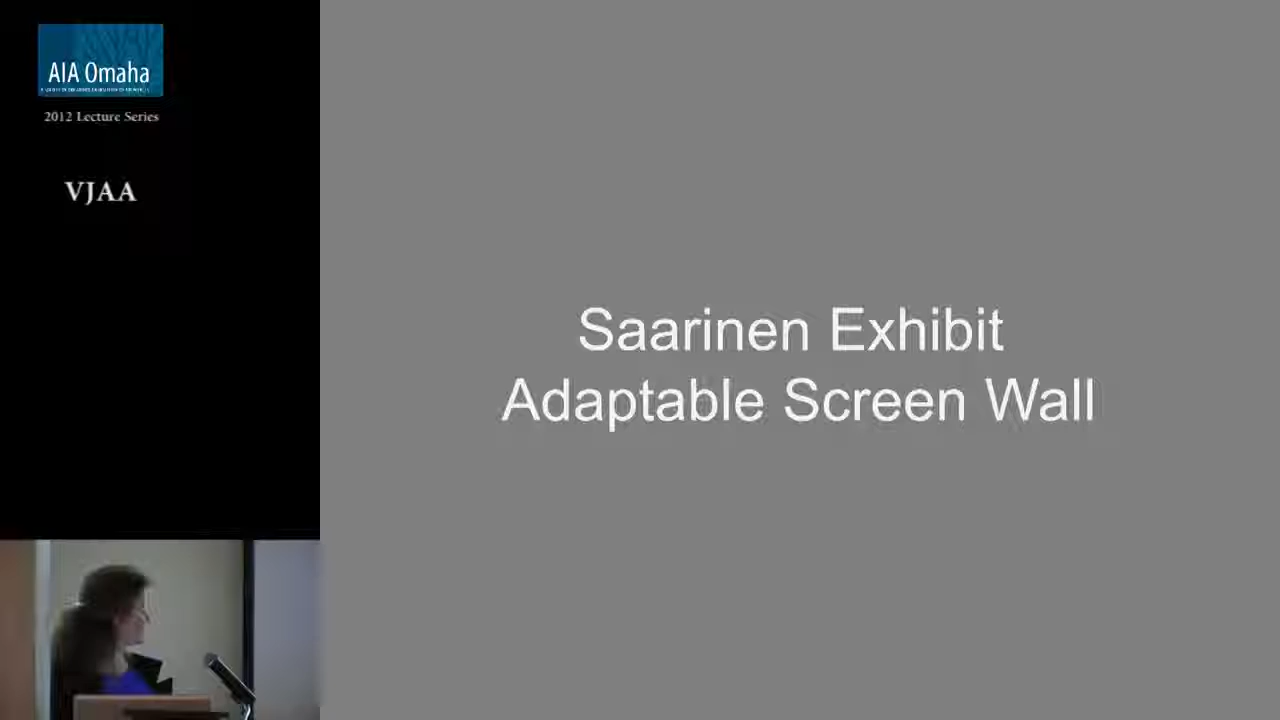 AIA Omaha
2012 Lecture Series
VJAA
Saarinen Exhibit
Adaptable Screen Wall